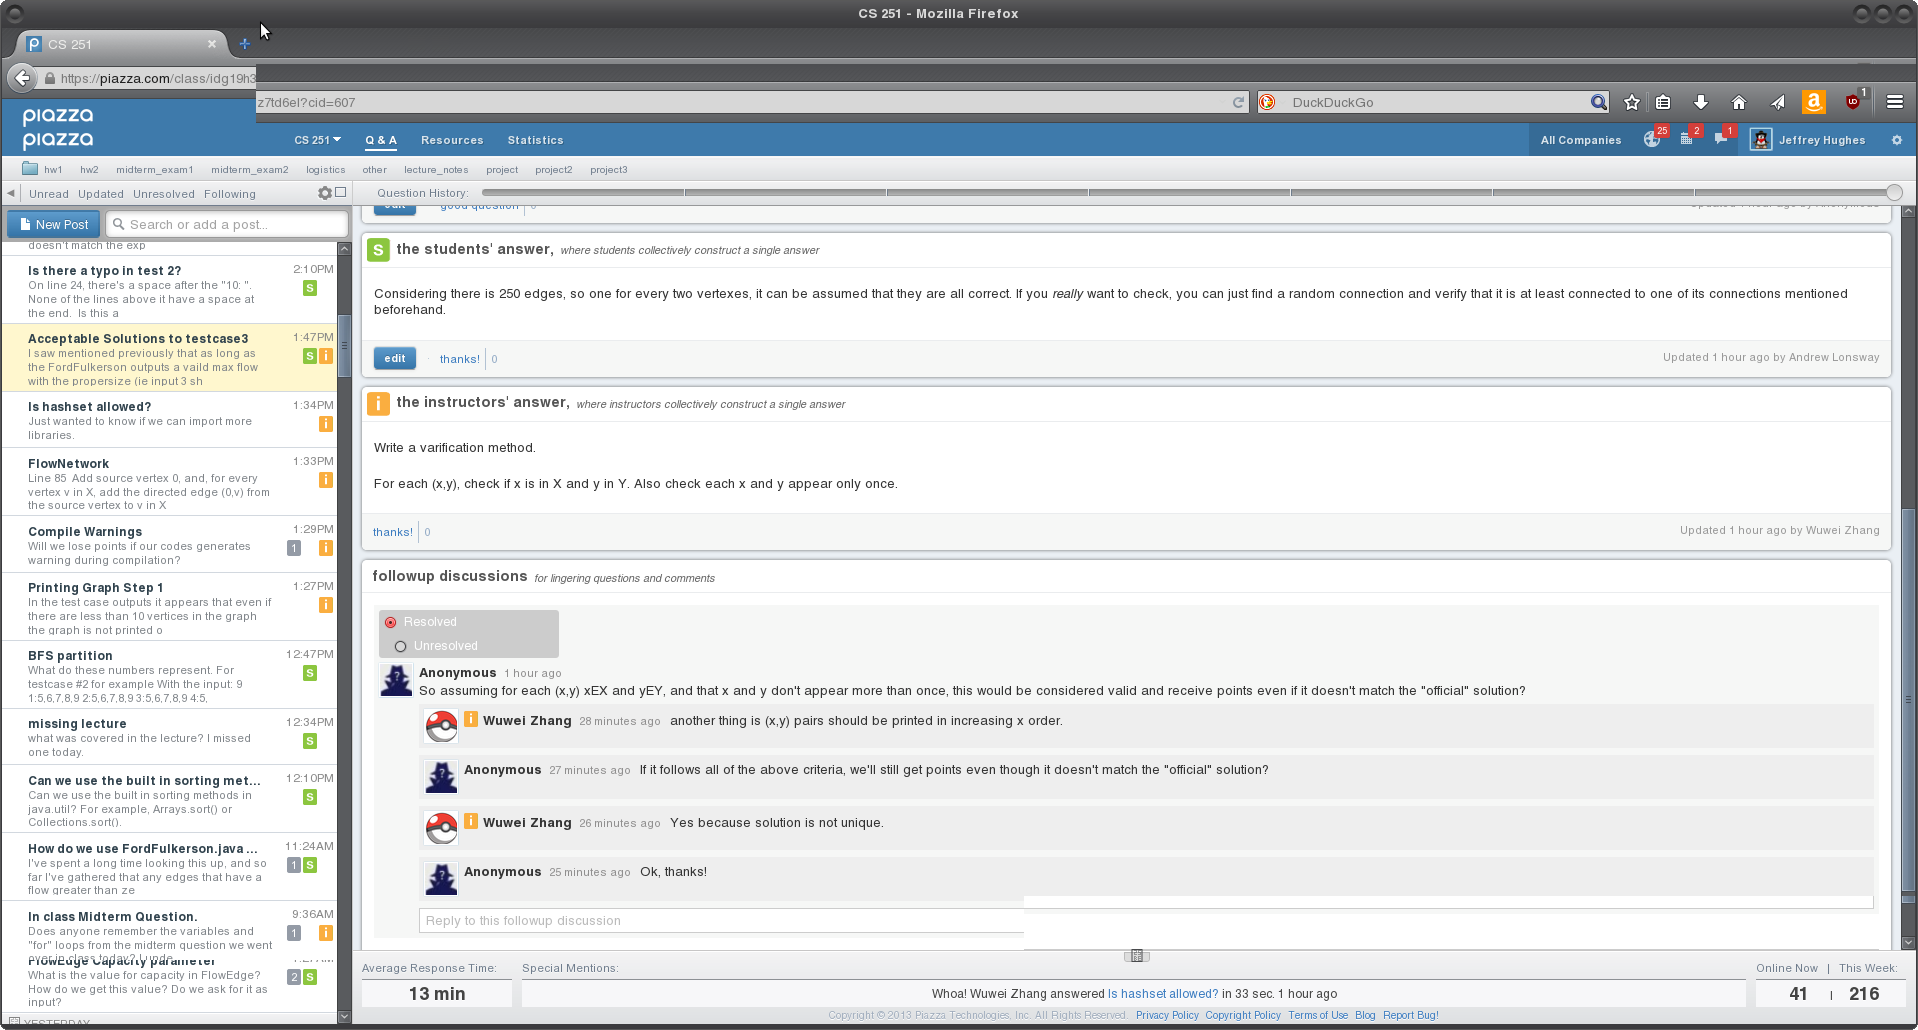 CS 251 - Mozilla Firefox
CS 251
https://piazza.com/class/idg19h3
z7td6el?cid=607
DuckDuckGo
1
piazza
piazza
CS 251 Q & A Resources Statistics
All Companies 25 2 1 Jeffrey Hughes
hw1 hw2 midterm_exam1 midterm_exam2 logistics other lecture_notes project project2 project3
Unread Updated Unresolved Following
Question History:
New Post Search or add a post...
doesn't match the exp
Is there a typo in test 2? 2:10PM
On line 24, there's a space after the "10: ". S
None of the lines above it have a space at
the end. Is this a
Acceptable Solutions to testcase3 1:47PM
I saw mentioned previously that as long as S i
the FordFulkerson outputs a vaild max flow
with the propersize (ie input 3 sh
Is hashset allowed? 1:34PM
Just wanted to know if we can import more i
libraries.
FlowNetwork 1:33PM
Line 85 Add source vertex 0, and, for every i
vertex v in X, add the directed edge (0,v) from
the source vertex to v in X
Compile Warnings 1:29PM
Will we lose points if our codes generates 1 i
warning during compilation?
Printing Graph Step 1 1:27PM
In the test case outputs it appears that even if i
there are less than 10 vertices in the graph
the graph is not printed o
BFS partition 12:47PM
What do these numbers represent. For S
testcase #2 for example With the input: 9
1:5,6,7,8,9 2:5,6,7,8,9 3:5,6,7,8,9 4:5,
missing lecture 12:34PM
what was covered in the lecture? I missed S
one today.
Can we use the built in sorting met... 12:10PM
Can we use the built in sorting methods in S
java.util? For example, Arrays.sort() or
Collections.sort().
How do we use FordFulkerson.java ... 11:24AM
I've spent a long time looking this up, and so 1 S
far I've gathered that any edges that have a
flow greater than ze
In class Midterm Question. 9:36AM
Does anyone remember the variables and 1 i
"for" loops from the midterm question we went
over in class today? I unde
FlowEdge Capacity parameter
What is the value for capacity in FlowEdge? 2 S
How do we get this value? Do we ask for it as
input?
YESTERDAY
edit good question 0 Updated 1 hour ago by Anonymous
S the students' answer, where students collectively construct a single answer
Considering there is 250 edges, so one for every two vertexes, it can be assumed that they are all correct. If you really want to check, you can just find a random connection and verify that it is at least connected to one of its connections mentioned
beforehand.
edit thanks! 0 Updated 1 hour ago by Andrew Lonsway
i the instructors' answer, where instructors collectively construct a single answer
Write a varification method.
For each (x,y), check if x is in X and y in Y. Also check each x and y appear only once.
thanks! 0 Updated 1 hour ago by Wuwei Zhang
followup discussions for lingering questions and comments
Resolved
Unresolved
Anonymous 1 hour ago
So assuming for each (x,y) xEX and yEY, and that x and y don't appear more than once, this would be considered valid and receive points even if it doesn't match the "official" solution?
i Wuwei Zhang 28 minutes ago another thing is (x,y) pairs should be printed in increasing x order.
Anonymous 27 minutes ago If it follows all of the above criteria, we'll still get points even though it doesn't match the "official" solution?
i Wuwei Zhang 26 minutes ago Yes because solution is not unique.
Anonymous 25 minutes ago Ok, thanks!
Reply to this followup discussion
Average Response Time: Special Mentions: Online Now | This Week:
13 min Whoa! Wuwei Zhang answered Is hashset allowed? in 33 sec. 1 hour ago 41 | 216
Copyright © 2013 Piazza Technologies, Inc. All Rights Reserved. Privacy Policy Copyright Policy Terms of Use Blog Report Bug!